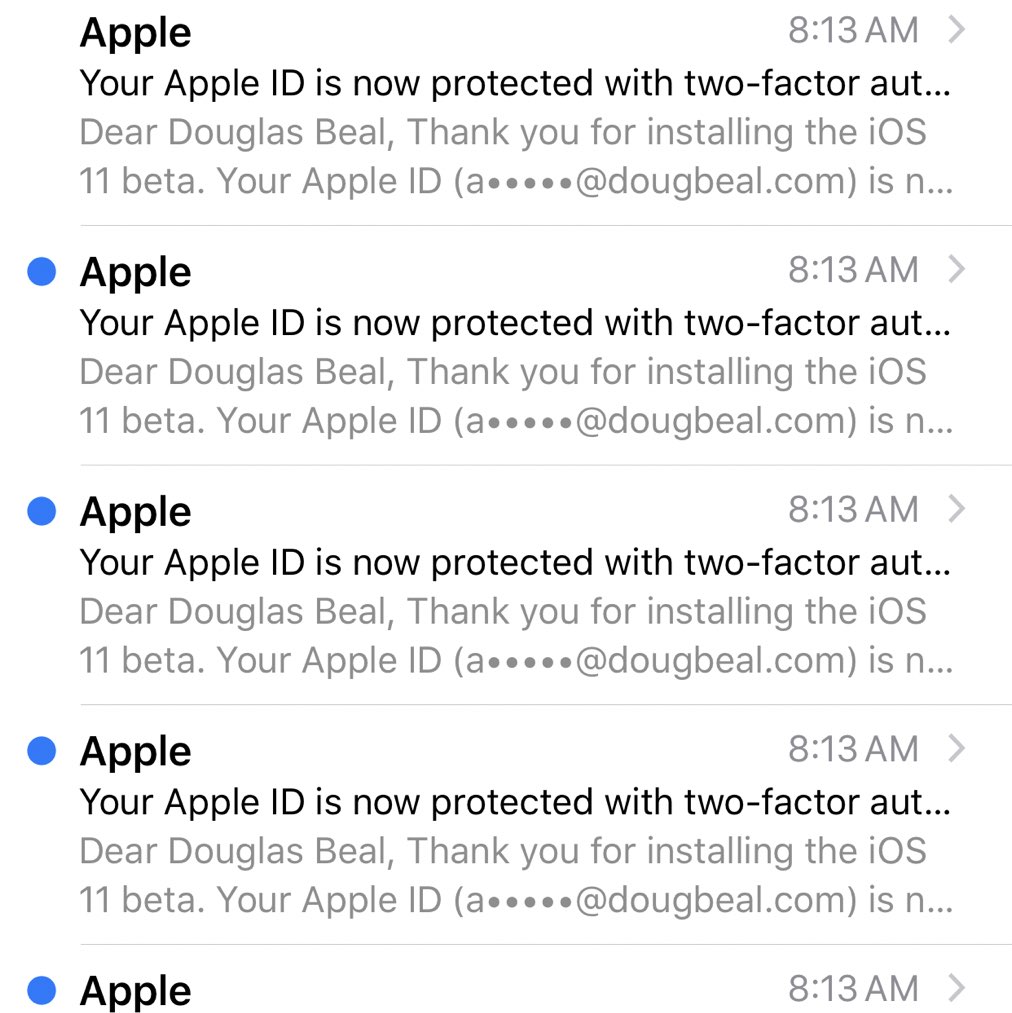 Apple 8:13 AM
Your Apple ID is now protected with two-factor aut...
Dear Douglas Beal, Thank you for installing the iOS
11 beta. Your Apple ID (a•••••@dougbeal.com) is n...
Apple 8:13 AM
Your Apple ID is now protected with two-factor aut...
Dear Douglas Beal, Thank you for installing the iOS
11 beta. Your Apple ID (a•••••@dougbeal.com) is n...
Apple 8:13 AM
Your Apple ID is now protected with two-factor aut...
Dear Douglas Beal, Thank you for installing the iOS
11 beta. Your Apple ID (a•••••@dougbeal.com) is n...
Apple 8:13 AM
Your Apple ID is now protected with two-factor aut...
Dear Douglas Beal, Thank you for installing the iOS
11 beta. Your Apple ID (a•••••@dougbeal.com) is n...
Apple 8:13 AM